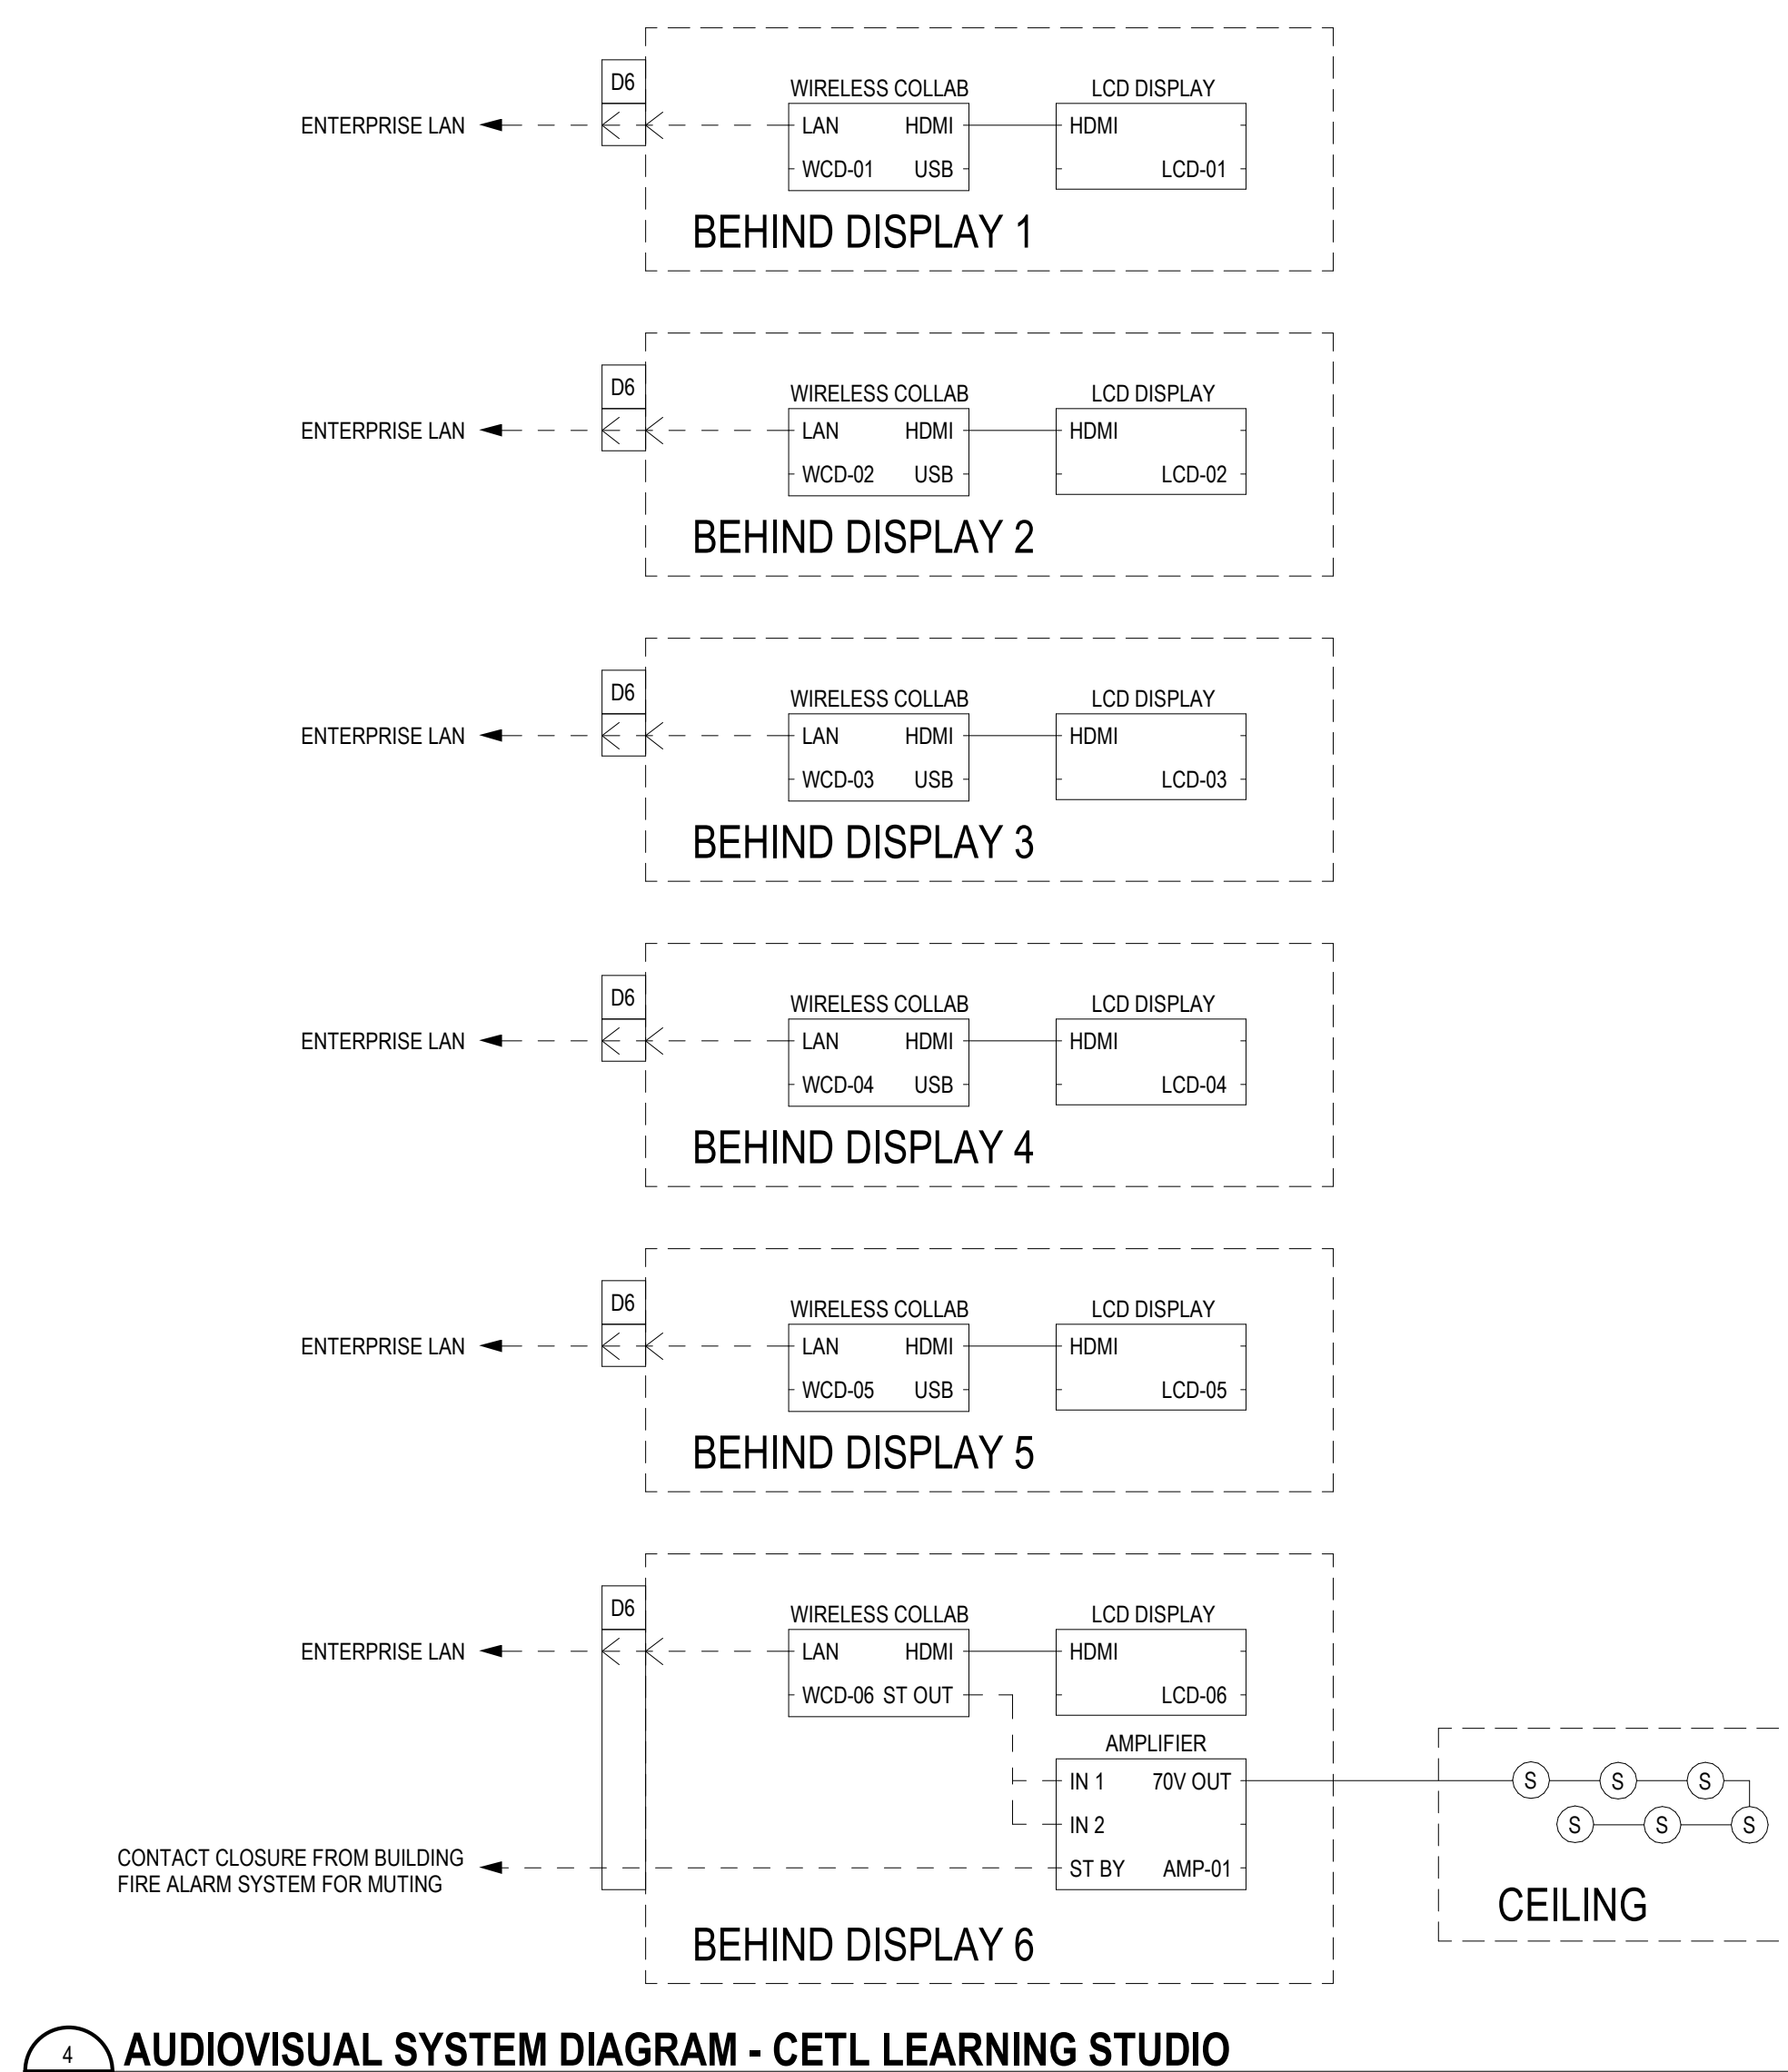 D6
WIRELESS COLLAB LCD DISPLAY
ENTERPRISE LAN LAN HDMI HDMI
WCD-01 USB LCD-01
BEHIND DISPLAY 1
D6
WIRELESS COLLAB LCD DISPLAY
ENTERPRISE LAN LAN HDMI HDMI
WCD-02 USB LCD-02
BEHIND DISPLAY 2
D6
WIRELESS COLLAB LCD DISPLAY
ENTERPRISE LAN LAN HDMI HDMI
WCD-03 USB LCD-03
BEHIND DISPLAY 3
D6
WIRELESS COLLAB LCD DISPLAY
ENTERPRISE LAN LAN HDMI HDMI
WCD-04 USB LCD-04
BEHIND DISPLAY 4
D6
WIRELESS COLLAB LCD DISPLAY
ENTERPRISE LAN LAN HDMI HDMI
WCD-05 USB LCD-05
BEHIND DISPLAY 5
D6
WIRELESS COLLAB LCD DISPLAY
ENTERPRISE LAN LAN HDMI HDMI
WCD-06 ST OUT LCD-06
AMPLIFIER
IN 1 70V OUT S S S
IN 2 S S S
CONTACT CLOSURE FROM BUILDING ST BY AMP-01
FIRE ALARM SYSTEM FOR MUTING
CEILING
BEHIND DISPLAY 6
4 AUDIOVISUAL SYSTEM DIAGRAM - CETL LEARNING STUDIO